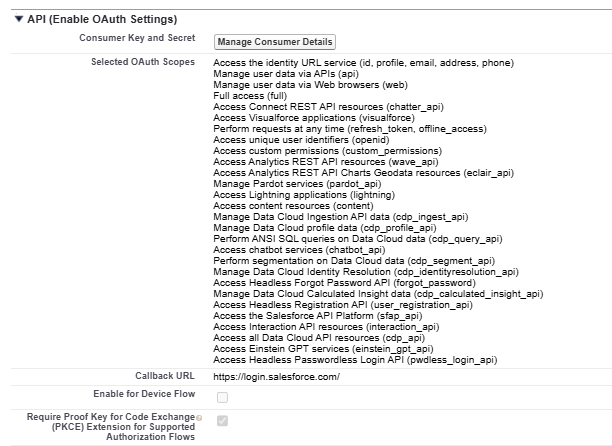 API (Enable OAuth Settings)
Consumer Key and Secret
Manage Consumer Details
Selected OAuth Scopes
Access the identity URL service (id, profile, email, address, phone)
Manage user data via APIs (api)
Manage user data via Web browsers (web)
Full access (full)
Access Connect REST API resources (chatter_api)
Access Visualforce applications (visualforce)
Perform requests at any time (refresh_token, offline_access)
Access unique user identifiers (openid)
Access custom permissions (custom_permissions)
Access Analytics REST API resources (wave_api)
Access Analytics REST API Charts Geodata resources (eclair_api)
Manage Pardot services (pardot_api)
Access Lightning applications (lightning)
Access content resources (content)
Manage Data Cloud Ingestion API data (cdp_ingest_api)
Manage Data Cloud profile data (cdp_profile_api)
Perform ANSI SQL queries on Data Cloud data (cdp_query_api)
Access chatbot services (chatbot_api)
Perform segmentation on Data Cloud data (cdp_segment_api)
Manage Data Cloud Identity Resolution (cdp_identityresolution_api)
Access Headless Forgot Password API (forgot_password)
Manage Data Cloud Calculated Insight data (cdp_calculated_insight_api)
Access Headless Registration API (user_registration_api)
Access the Salesforce API Platform (sfap_api)
Access Interaction API resources (interaction_api)
Access all Data Cloud API resources (cdp_api)
Access Einstein GPT services (einstein_gpt_api)
Access Headless Passwordless Login API (pwdless_login_api)
Callback URL
https://login.salesforce.com/
Enable for Device Flow
Require Proof Key for Code Exchange
(PKCE) Extension for Supported
Authorization Flows